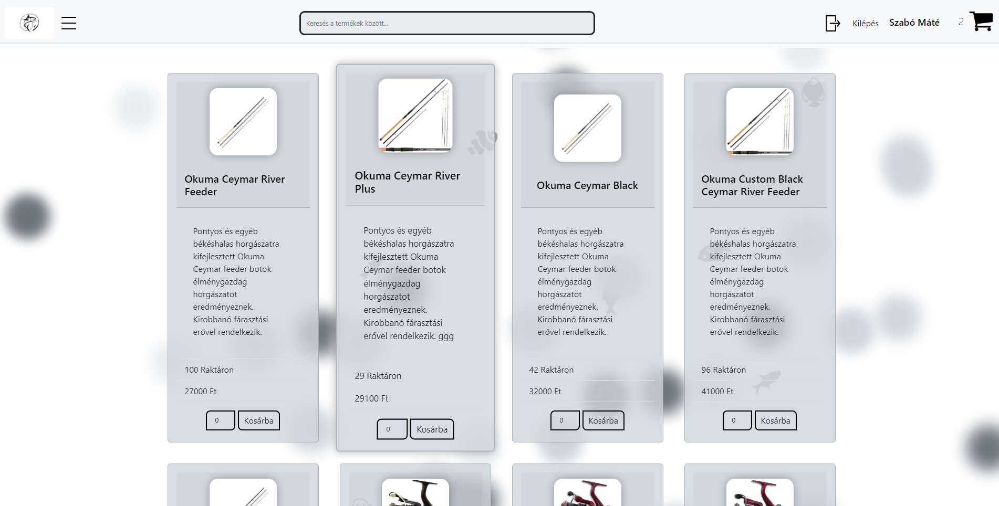 Keresés a termékek között...
Kilépés
Szabó Máté
2
Okuma Ceymar River
Feeder
Pontyos és egyéb
békéshalas horgászatra
kifejlesztett Okuma
Ceymar feeder botok
élménygazdag
horgászatot
eredményeznek.
Kirobbanó fárasztási
erővel rendelkezik.
100 Raktáron
27000 Ft
0
Kosárba
Okuma Ceymar River
Plus
Pontyos és egyéb
békéshalas horgászatra
kifejlesztett Okuma
Ceymar feeder botok
élménygazdag
horgászatot
eredményeznek.
Kirobbanó fárasztási
erővel rendelkezik. ggg
29 Raktáron
29100 Ft
0
Kosárba
Okuma Ceymar Black
Pontyos és egyéb
békéshalas horgászatra
kifejlesztett Okuma
Ceymar feeder botok
élménygazdag
horgászatot
eredményeznek.
Kirobbanó fárasztási
erővel rendelkezik.
42 Raktáron
32000 Ft
0
Kosárba
Okuma Custom Black
Ceymar River Feeder
Pontyos és egyéb
békéshalas horgászatra
kifejlesztett Okuma
Ceymar feeder botok
élménygazdag
horgászatot
eredményeznek.
Kirobbanó fárasztási
erővel rendelkezik.
96 Raktáron
41000 Ft
0
Kosárba